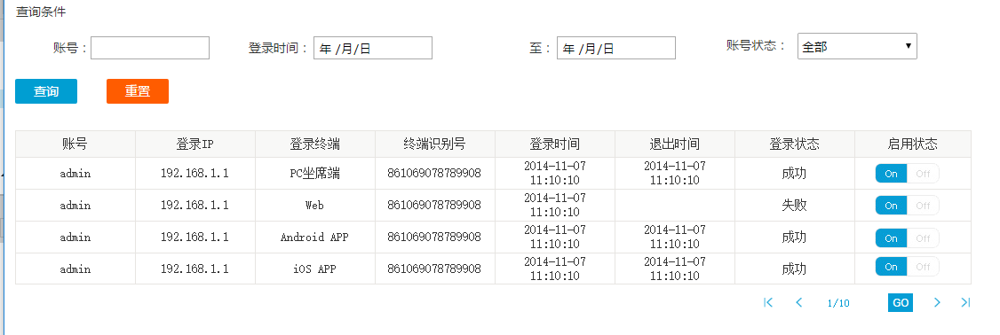 查询条件
账号： 登录时间： 年 /月/日 至： 年 /月/日 账号状态： 全部
查询 重置
账号 登录IP 登录终端 终端识别号 登录时间 退出时间 登录状态 启用状态
admin 192.168.1.1 PC坐席端 861069078789908 2014-11-07 11:10:10 2014-11-07 11:10:10 成功 On Off
admin 192.168.1.1 Web 861069078789908 2014-11-07 11:10:10 失败 On Off
admin 192.168.1.1 Android APP 861069078789908 2014-11-07 11:10:10 2014-11-07 11:10:10 成功 On Off
admin 192.168.1.1 iOS APP 861069078789908 2014-11-07 11:10:10 2014-11-07 11:10:10 成功 On Off
1/10 GO